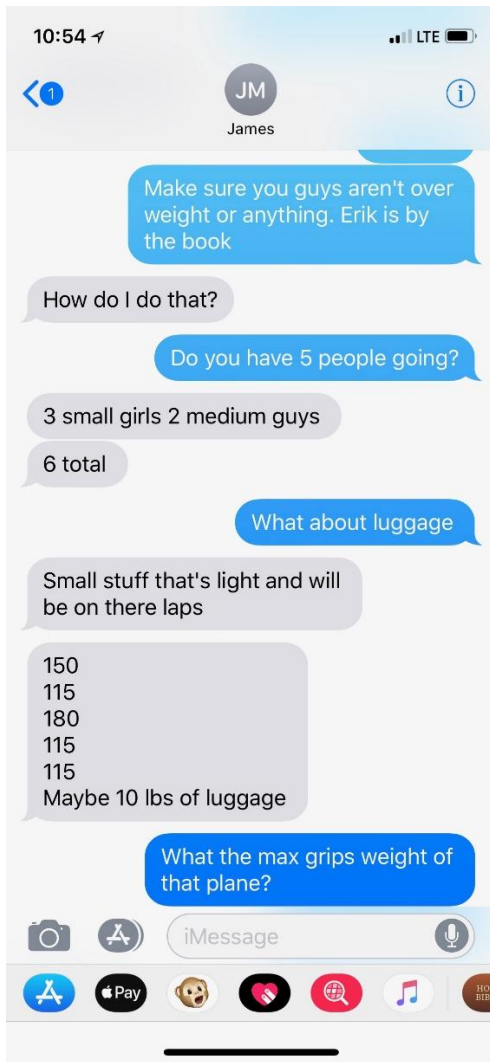 10:54
LTE
1
JM
James
Make sure you guys aren't over
weight or anything. Erik is by
the book
How do I do that?
Do you have 5 people going?
3 small girls 2 medium guys
6 total
What about luggage
Small stuff that's light and will
be on there laps
150
115
180
115
115
Maybe 10 lbs of luggage
What the max grips weight of
that plane?
iMessage
Pay